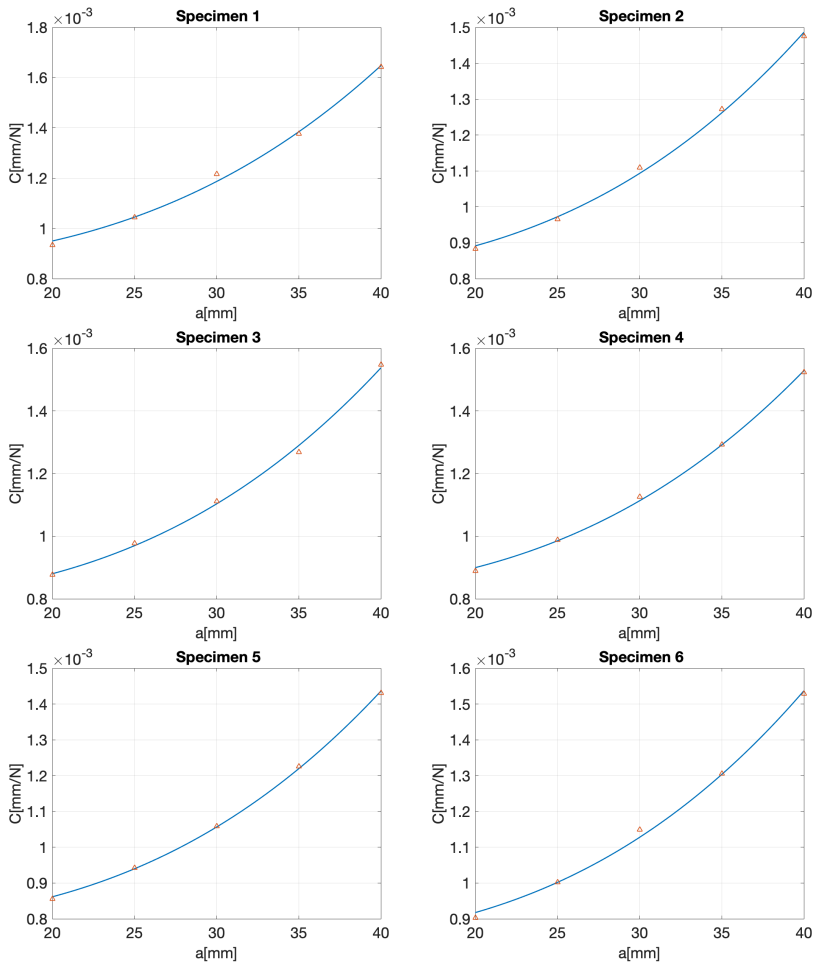 Specimen 1
×10⁻³
1.8
1.6
1.4
1.2
1
0.8
C[mm/N]
20 25 30 35 40
a[mm]
Specimen 2
×10⁻³
1.5
1.4
1.3
1.2
1.1
1
0.9
0.8
C[mm/N]
20 25 30 35 40
a[mm]
Specimen 3
×10⁻³
1.6
1.4
1.2
1
0.8
C[mm/N]
20 25 30 35 40
a[mm]
Specimen 4
×10⁻³
1.6
1.4
1.2
1
0.8
C[mm/N]
20 25 30 35 40
a[mm]
Specimen 5
×10⁻³
1.5
1.4
1.3
1.2
1.1
1
0.9
0.8
C[mm/N]
20 25 30 35 40
a[mm]
Specimen 6
×10⁻³
1.6
1.5
1.4
1.3
1.2
1.1
1
0.9
C[mm/N]
20 25 30 35 40
a[mm]